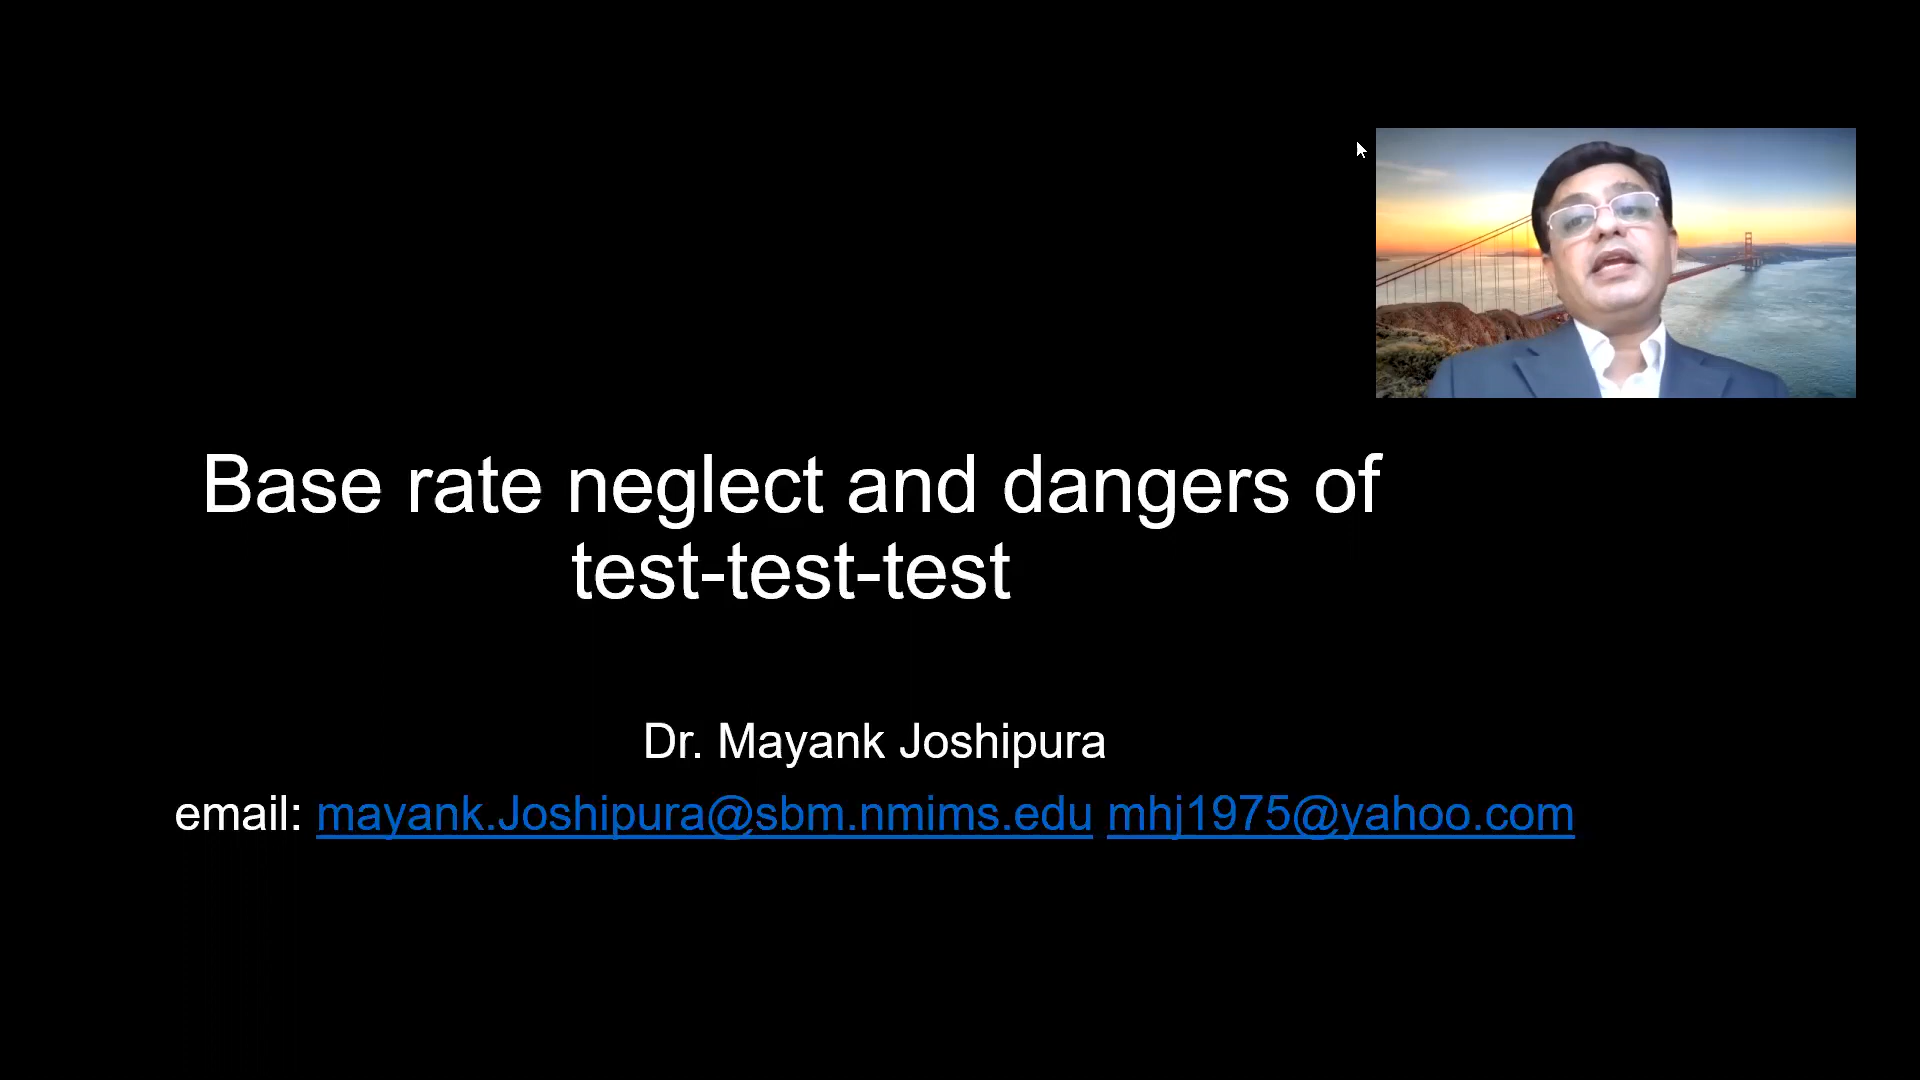 Base rate neglect and dangers of
test-test-test
Dr. Mayank Joshipura
email: mayank.Joshipura@sbm.nmims.edu mhj1975@yahoo.com